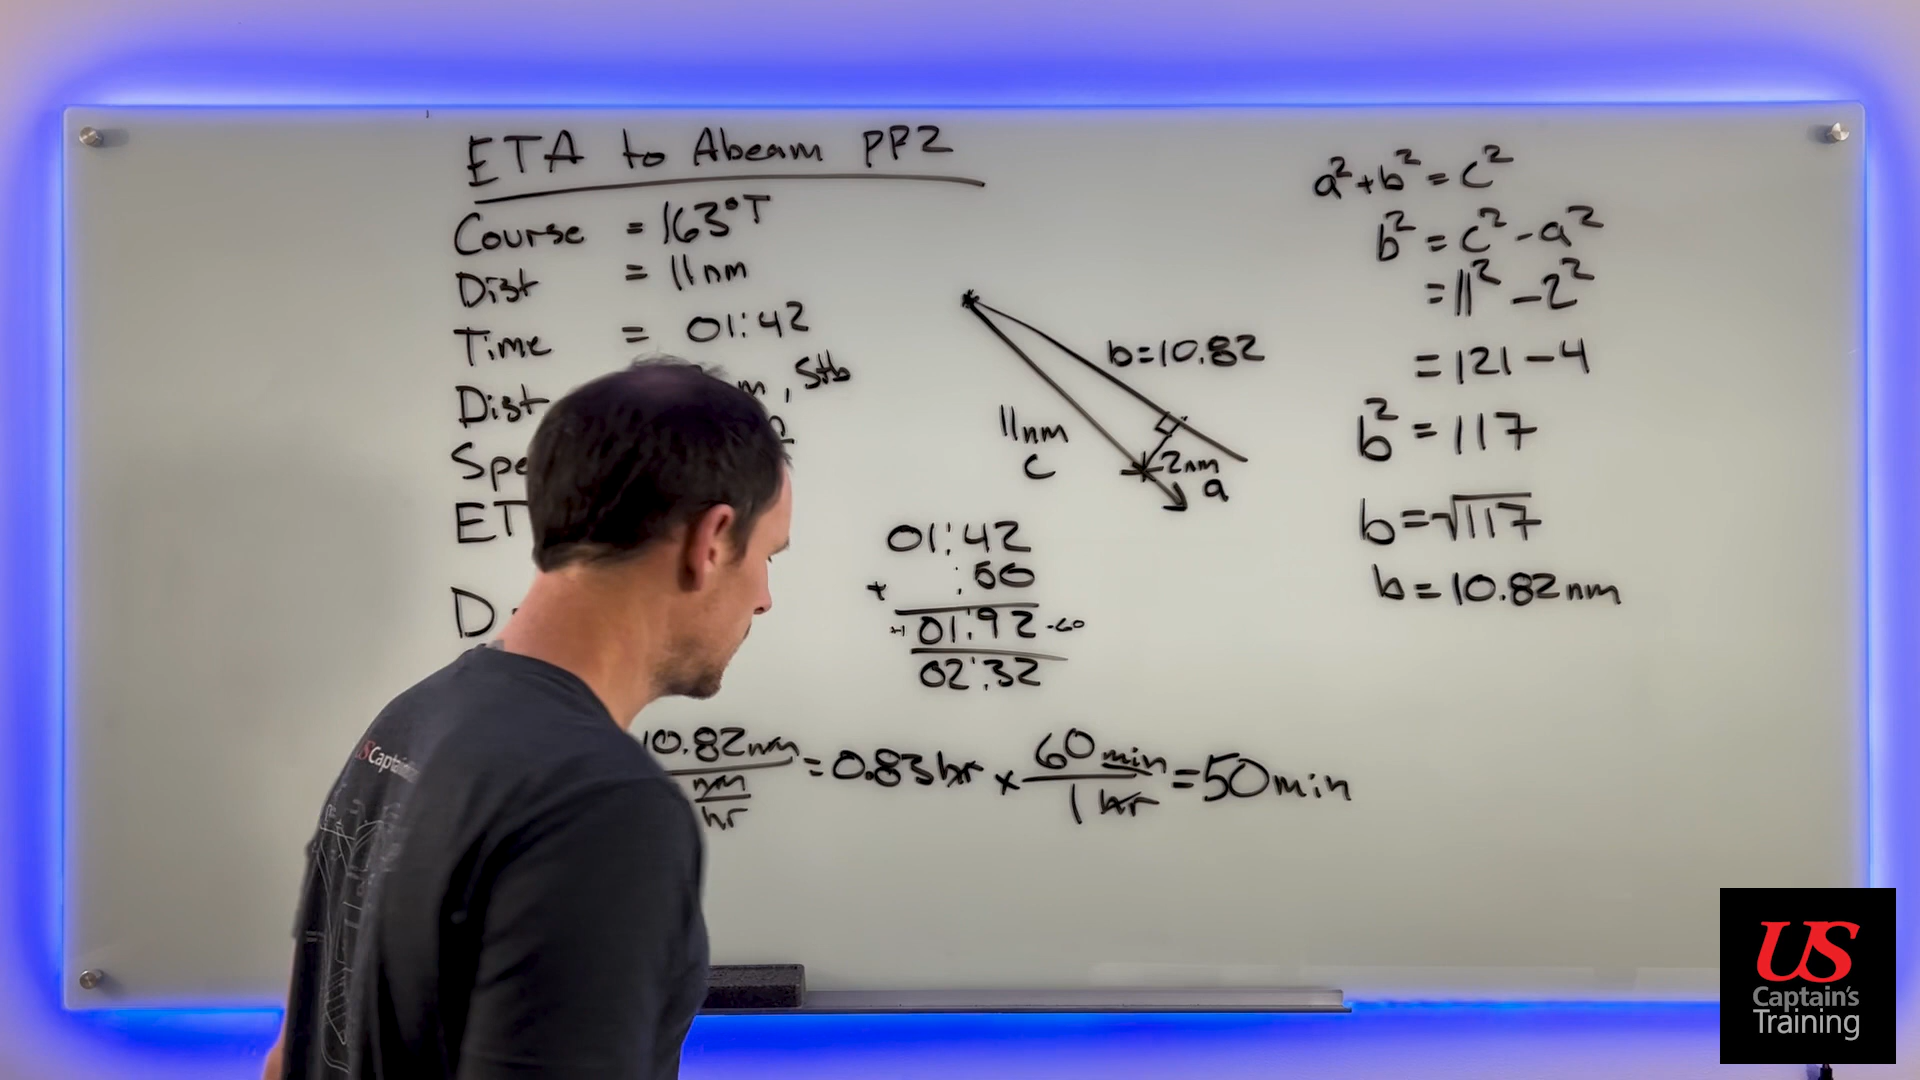 ETA to Abeam PP2
Course = 163°T
Dist = 11nm
Time = 01:42
Dist m, Stb
Spe
ET
D
b=10.82
11nm
c
2nm
a
01:42
+ :50
+1 01:92 -60
02:32
10.82nm
nm
hr
=0.83hr x 60min
1 hr
=50min
a²+b²=c²
b²=c²-a²
=11²-2²
=121-4
b²=117
b=√117
b=10.82nm
US
Captain's
Training